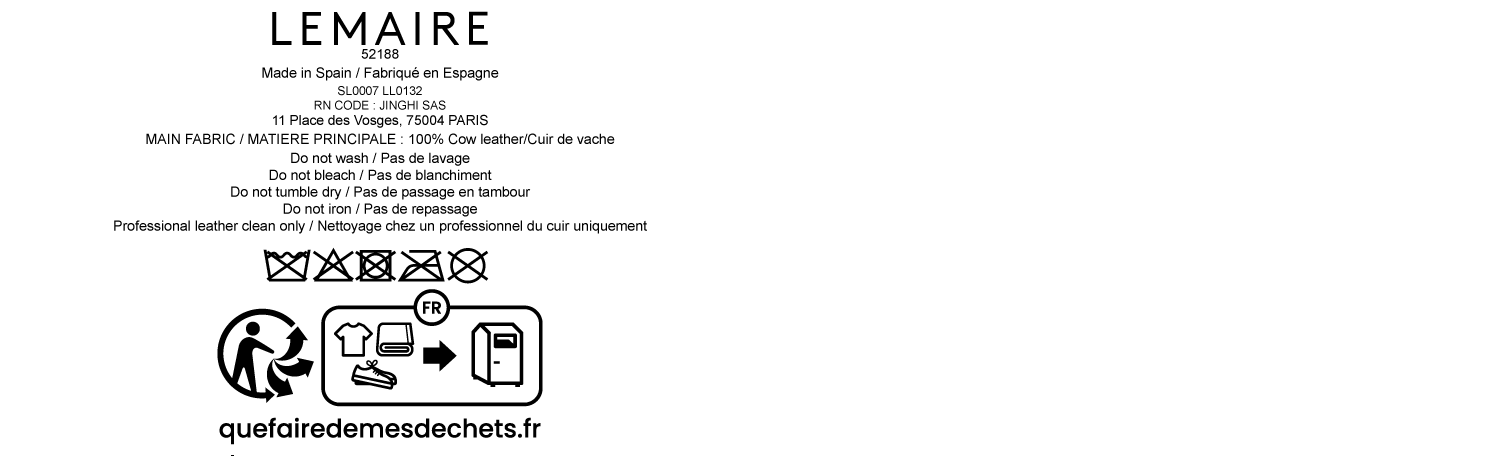 LEMAIRE
52188
Made in Spain / Fabriqué en Espagne
SL0007 LL0132
RN CODE : JINGHI SAS
11 Place des Vosges, 75004 PARIS
MAIN FABRIC / MATIERE PRINCIPALE : 100% Cow leather/Cuir de vache
Do not wash / Pas de lavage
Do not bleach / Pas de blanchiment
Do not tumble dry / Pas de passage en tambour
Do not iron / Pas de repassage
Professional leather clean only / Nettoyage chez un professionnel du cuir uniquement
FR
quefairedemesdechets.fr